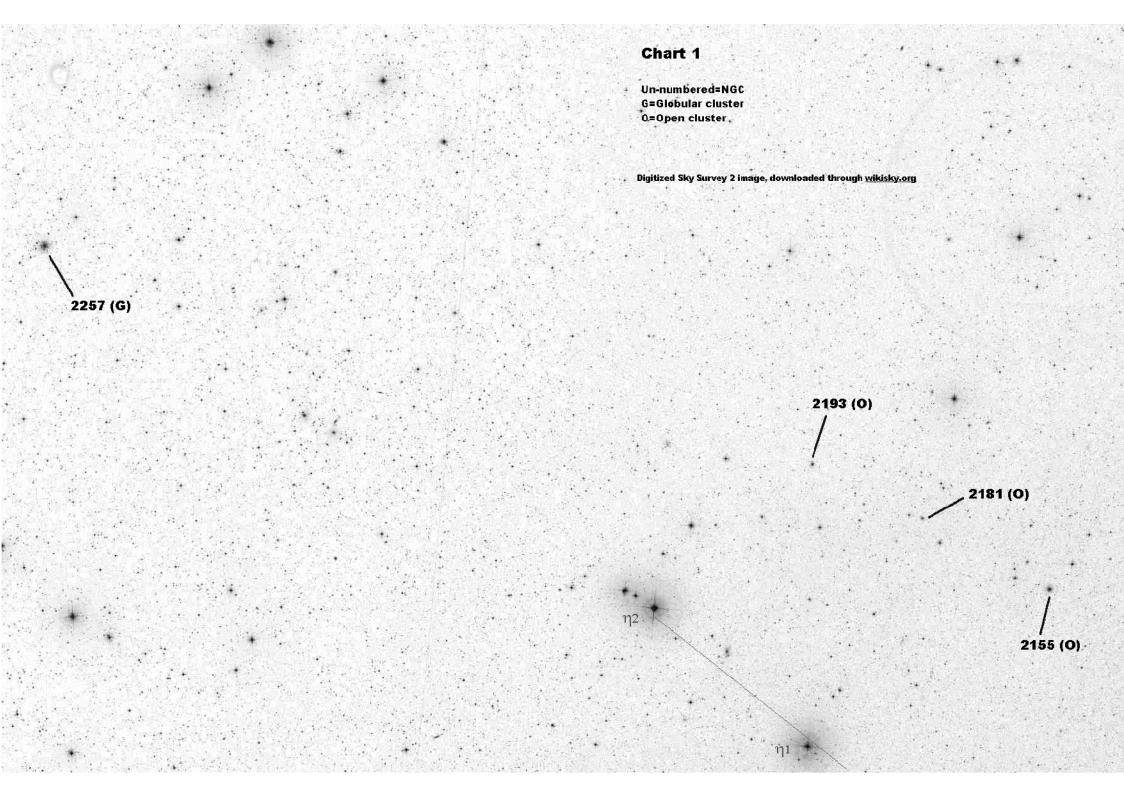 Chart 1
Un-numbered=NGC
G=Globular cluster
O=Open cluster
Digitized Sky Survey 2 image, downloaded through wikisky.org
2257 (G)
2193 (O)
2181 (O)
2155 (O)
η2
η1